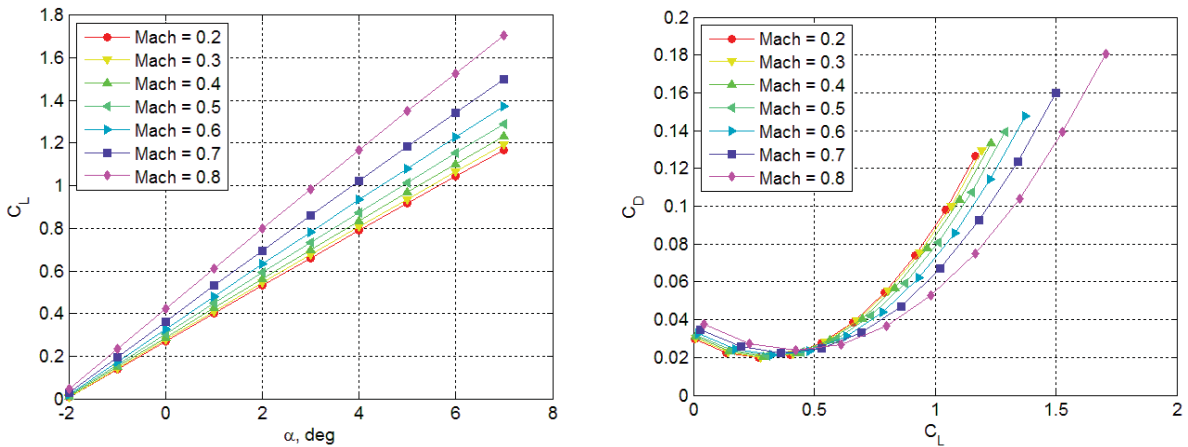 1.8
1.6
1.4
1.2
1
0.8
0.6
0.4
0.2
0
C_L
Mach = 0.2
Mach = 0.3
Mach = 0.4
Mach = 0.5
Mach = 0.6
Mach = 0.7
Mach = 0.8
-2 0 2 4 6 8
α, deg
0.2
0.18
0.16
0.14
0.12
0.1
0.08
0.06
0.04
0.02
0
C_D
Mach = 0.2
Mach = 0.3
Mach = 0.4
Mach = 0.5
Mach = 0.6
Mach = 0.7
Mach = 0.8
0 0.5 1 1.5 2
C_L